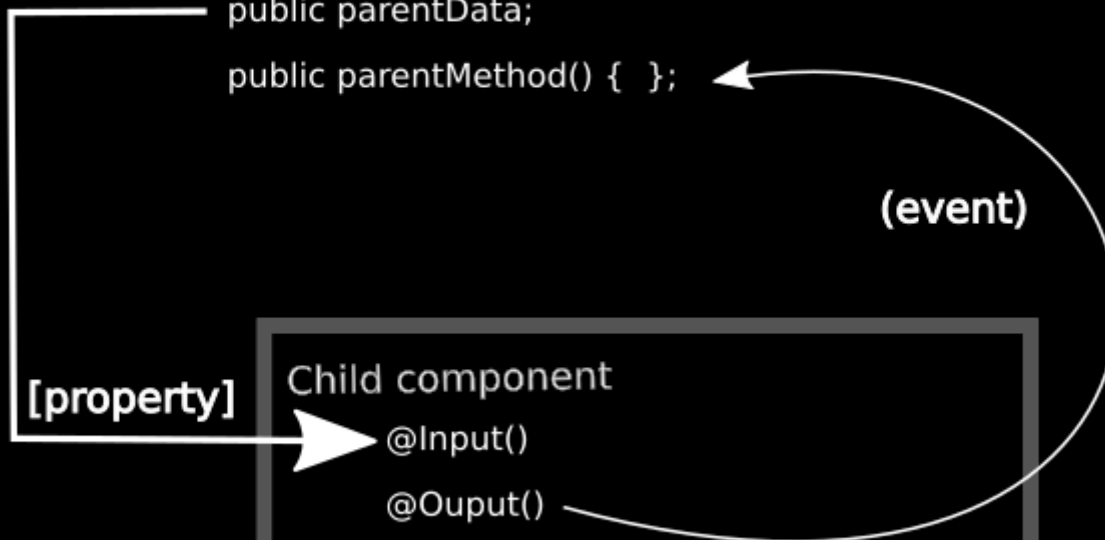 public parentData;
public parentMethod() { };
(event)
[property]
Child component
@Input()
@Ouput()